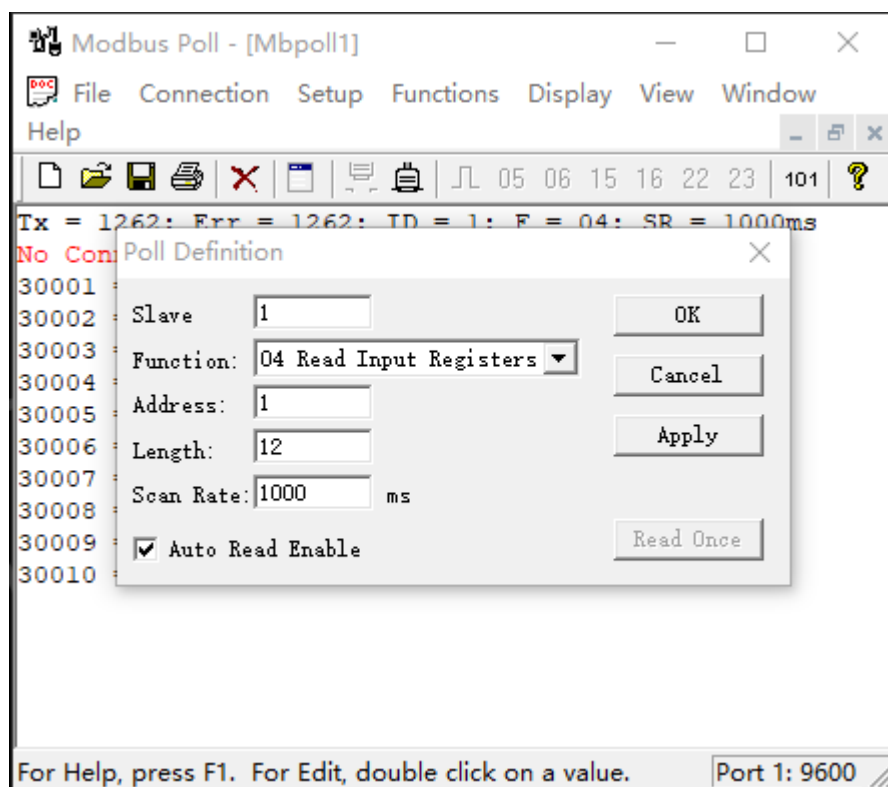 Modbus Poll - [Mbpoll1]
File Connection Setup Functions Display View Window
Help
05 06 15 16 22 23 101
Tx = 1262: Err = 1262: ID = 1: F = 04: SR = 1000ms
No Con
Poll Definition
30001 =
30002 =
30003 =
30004 =
30005 =
30006 =
30007 =
30008 =
30009 =
30010 =
Slave 1
OK
Function: 04 Read Input Registers
Cancel
Address: 1
Length: 12
Apply
Scan Rate: 1000 ms
Auto Read Enable
Read Once
For Help, press F1. For Edit, double click on a value. Port 1: 9600